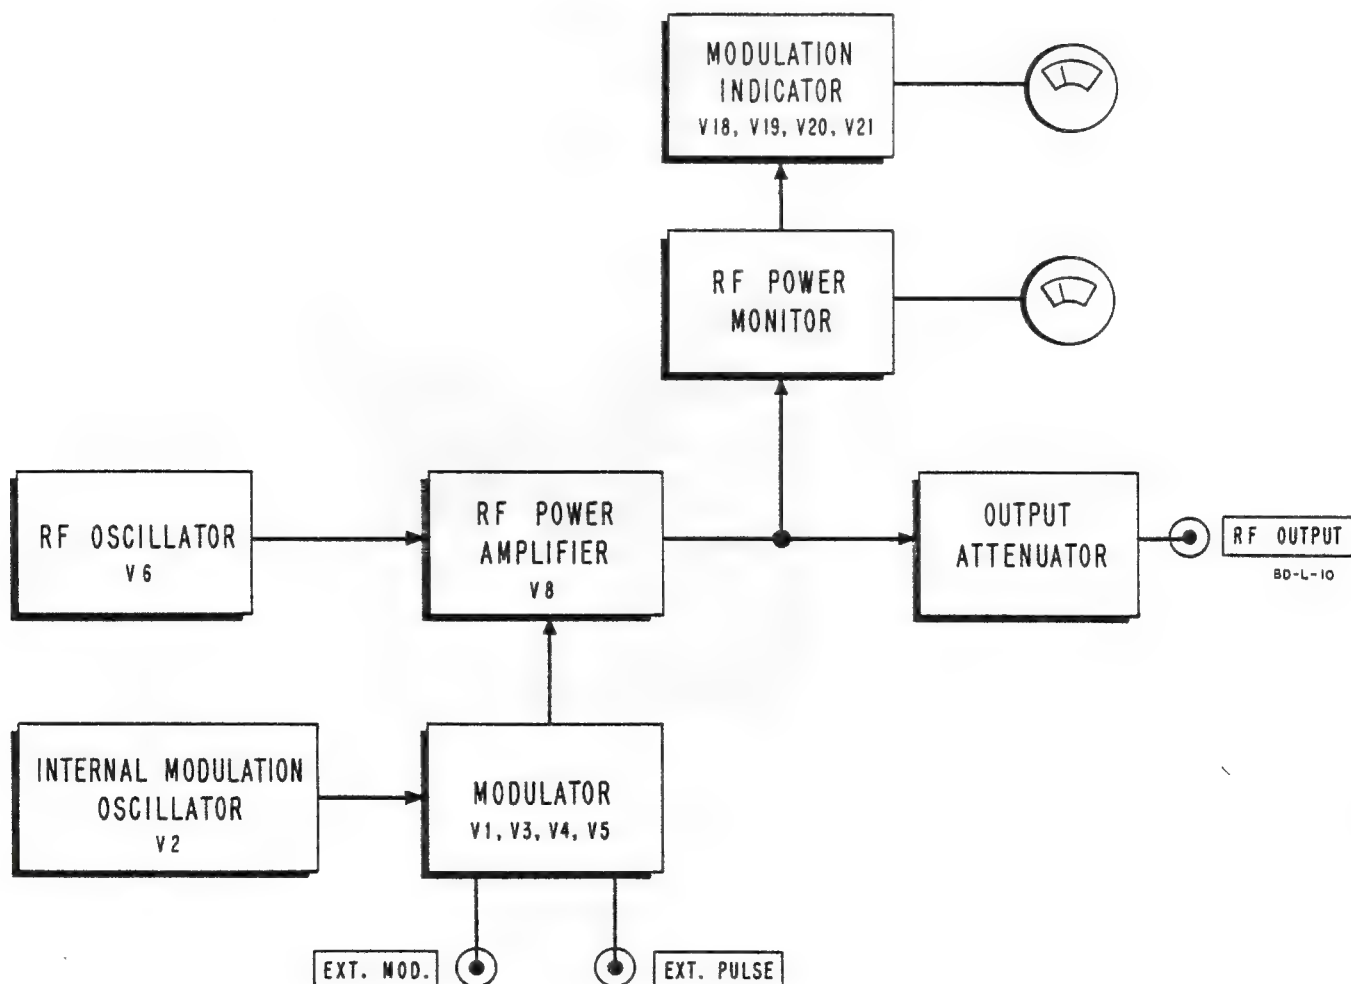 MODULATION
INDICATOR
V18, V19, V20, V21
RF POWER
MONITOR
RF OSCILLATOR
V6
RF POWER
AMPLIFIER
V8
OUTPUT
ATTENUATOR
RF OUTPUT
BD-L-10
INTERNAL MODULATION
OSCILLATOR
V2
MODULATOR
V1, V3, V4, V5
EXT. MOD.
EXT. PULSE